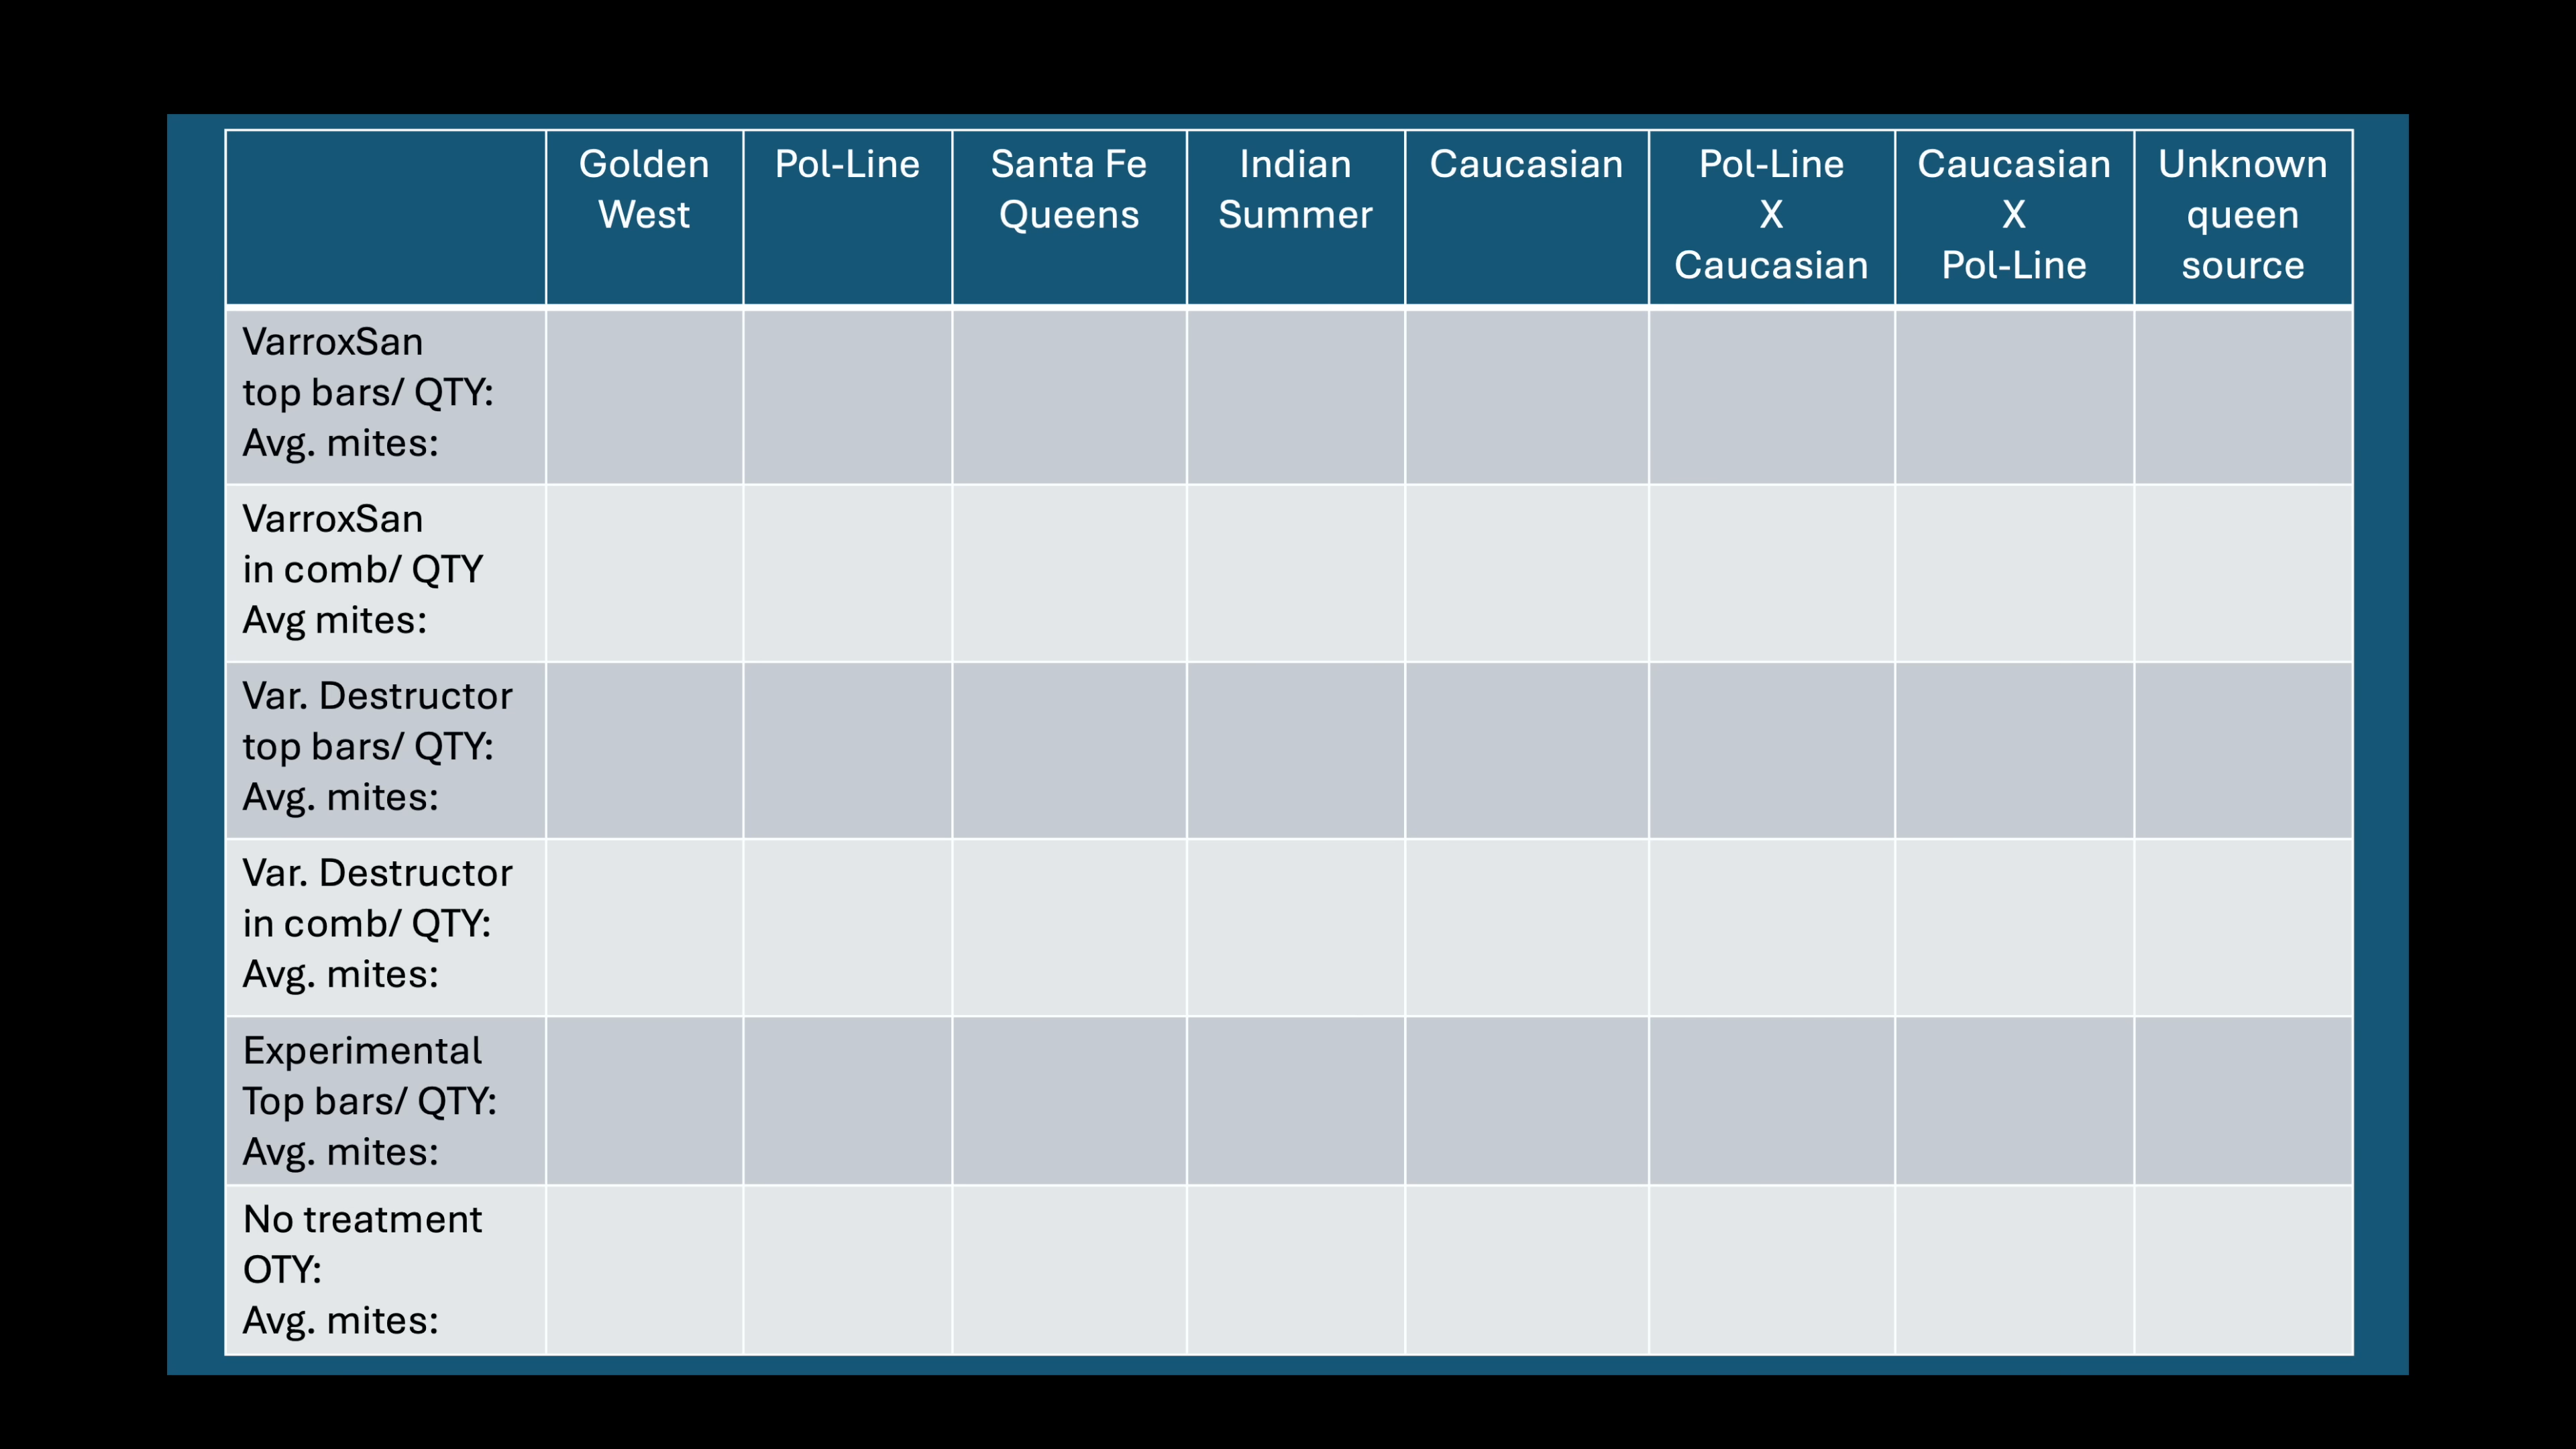 Golden
West
Pol-Line
Santa Fe
Queens
Indian
Summer
Caucasian
Pol-Line
X
Caucasian
Caucasian
X
Pol-Line
Unknown
queen
source
VarroxSan
top bars/ QTY:
Avg. mites:
VarroxSan
in comb/ QTY
Avg mites:
Var. Destructor
top bars/ QTY:
Avg. mites:
Var. Destructor
in comb/ QTY:
Avg. mites:
Experimental
Top bars/ QTY:
Avg. mites:
No treatment
OTY:
Avg. mites: